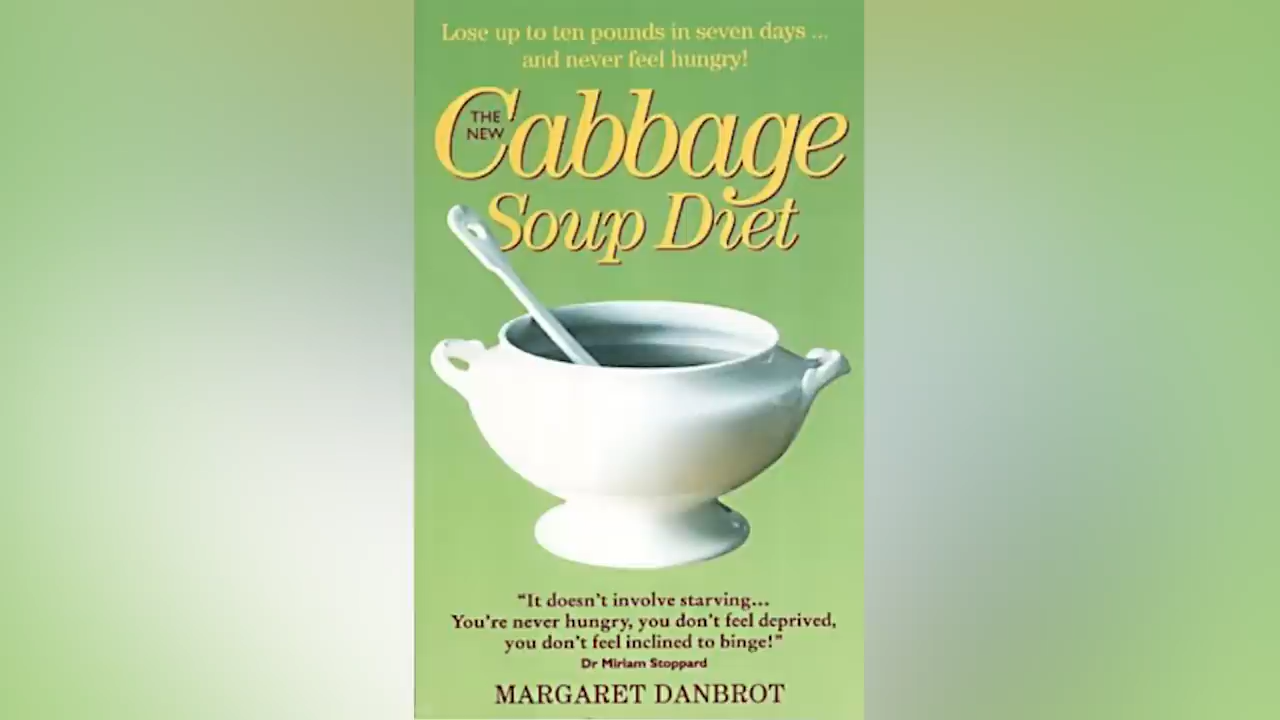 Lose up to ten pounds in seven days ...
and never feel hungry!
THE
NEW
Cabbage
Soup Diet
“It doesn’t involve starving...
You’re never hungry, you don’t feel deprived,
you don’t feel inclined to binge!”
Dr Miriam Stoppard
MARGARET DANBROT